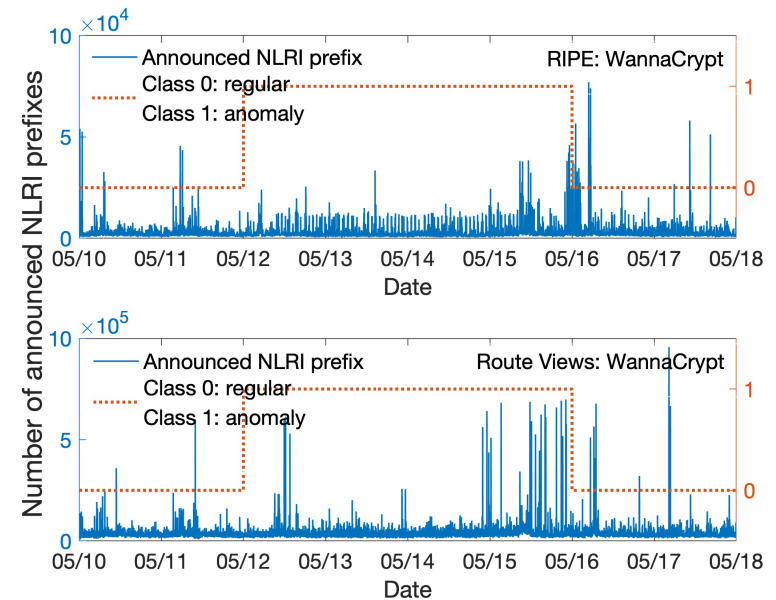 Number of announced NLRI prefixes
×10^4
10
5
0
Announced NLRI prefix
Class 0: regular
Class 1: anomaly
RIPE: WannaCrypt
1
0
05/10 05/11 05/12 05/13 05/14 05/15 05/16 05/17 05/18
Date
×10^5
10
5
0
Announced NLRI prefix
Class 0: regular
Class 1: anomaly
Route Views: WannaCrypt
1
0
05/10 05/11 05/12 05/13 05/14 05/15 05/16 05/17 05/18
Date